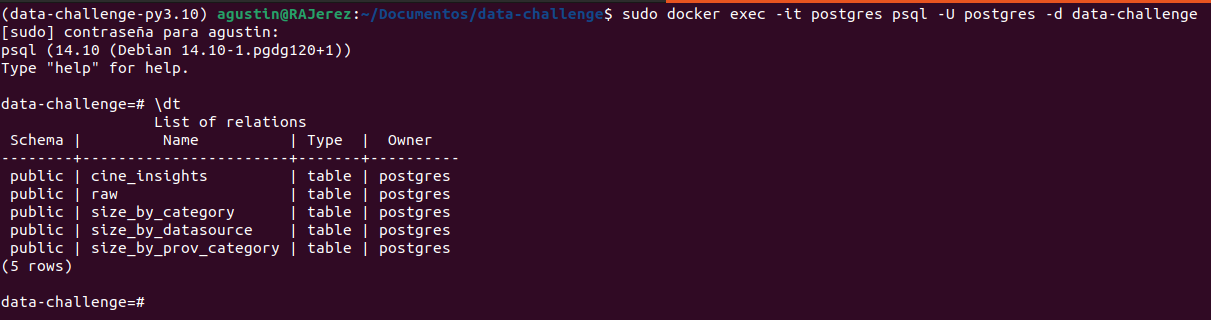 (data-challenge-py3.10) agustin@RAJerez:~/Documentos/data-challenge$ sudo docker exec -it postgres psql -U postgres -d data-challenge
[sudo] contraseña para agustin:
psql (14.10 (Debian 14.10-1.pgdg120+1))
Type "help" for help.

data-challenge=# \dt
                 List of relations
 Schema |         Name          | Type  |  Owner
--------+-----------------------+-------+----------
 public | cine_insights         | table | postgres
 public | raw                   | table | postgres
 public | size_by_category      | table | postgres
 public | size_by_datasource    | table | postgres
 public | size_by_prov_category | table | postgres
(5 rows)

data-challenge=#